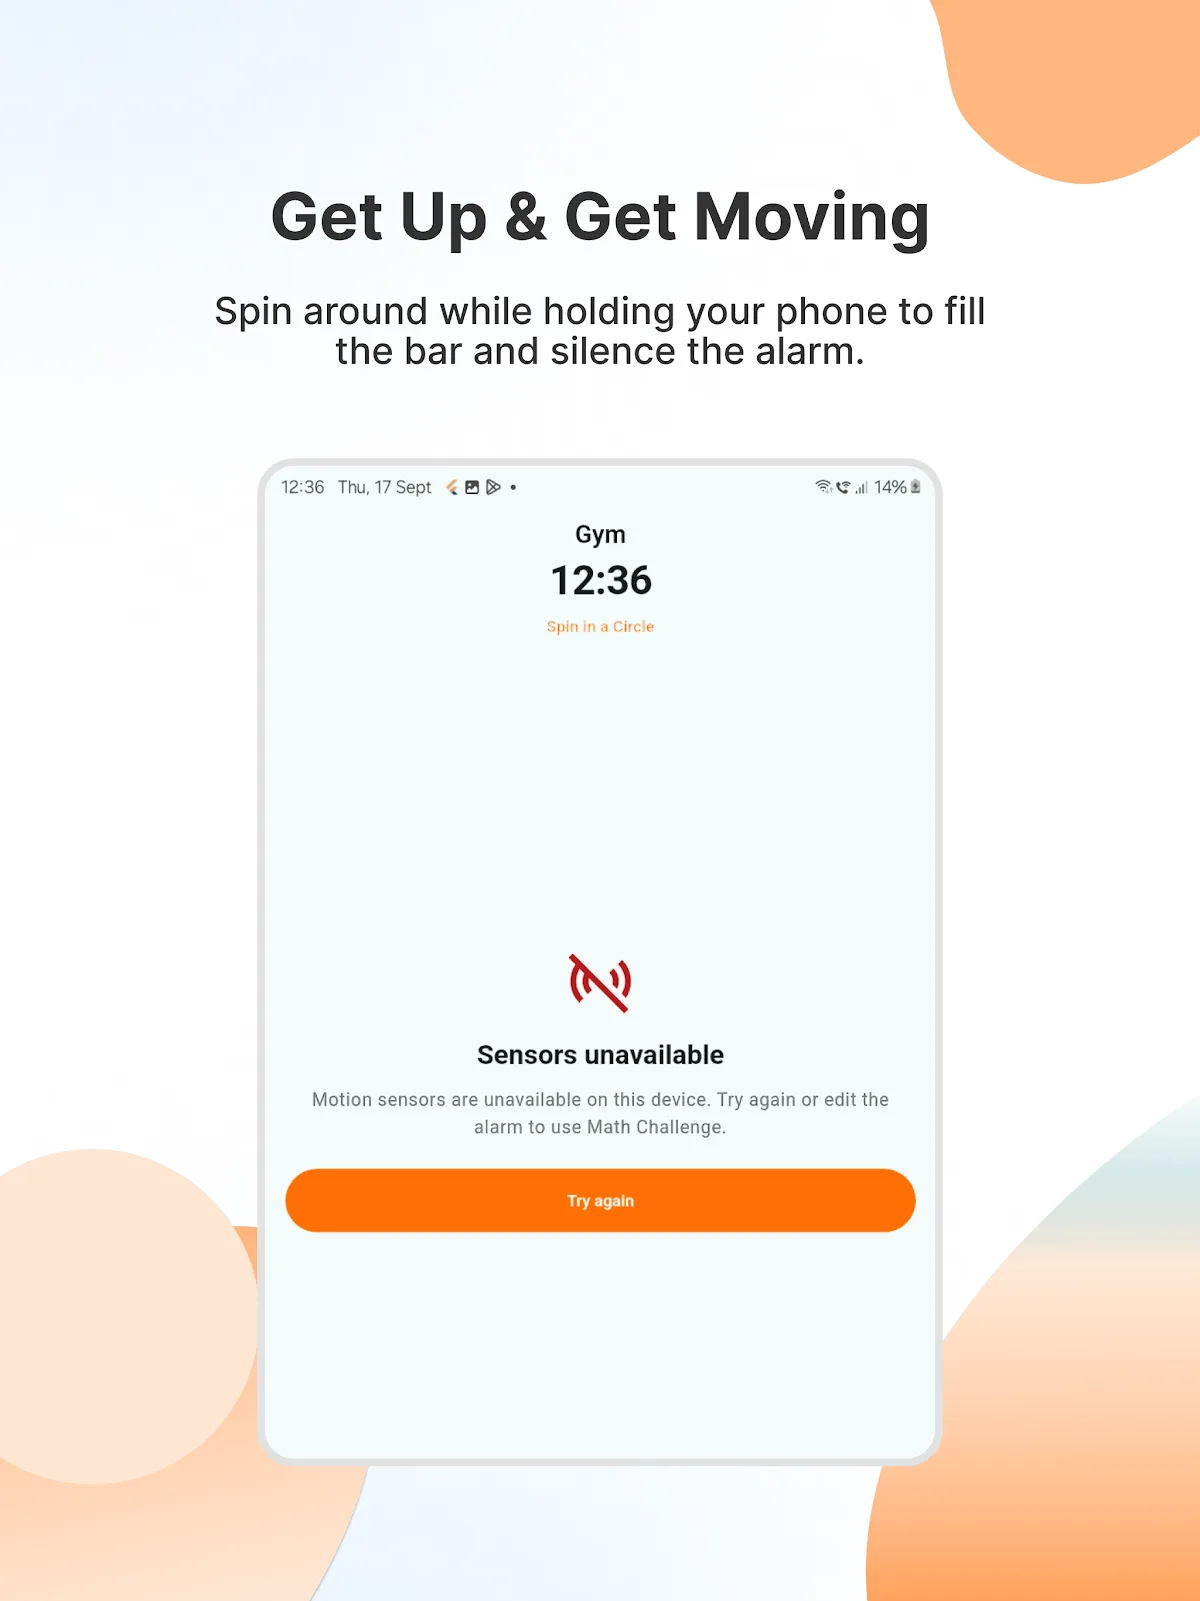 Get Up & Get Moving
Spin around while holding your phone to fill
the bar and silence the alarm.
12:36 Thu, 17 Sept 14%
Gym
12:36
Spin in a Circle
Sensors unavailable
Motion sensors are unavailable on this device. Try again or edit the
alarm to use Math Challenge.
Try again